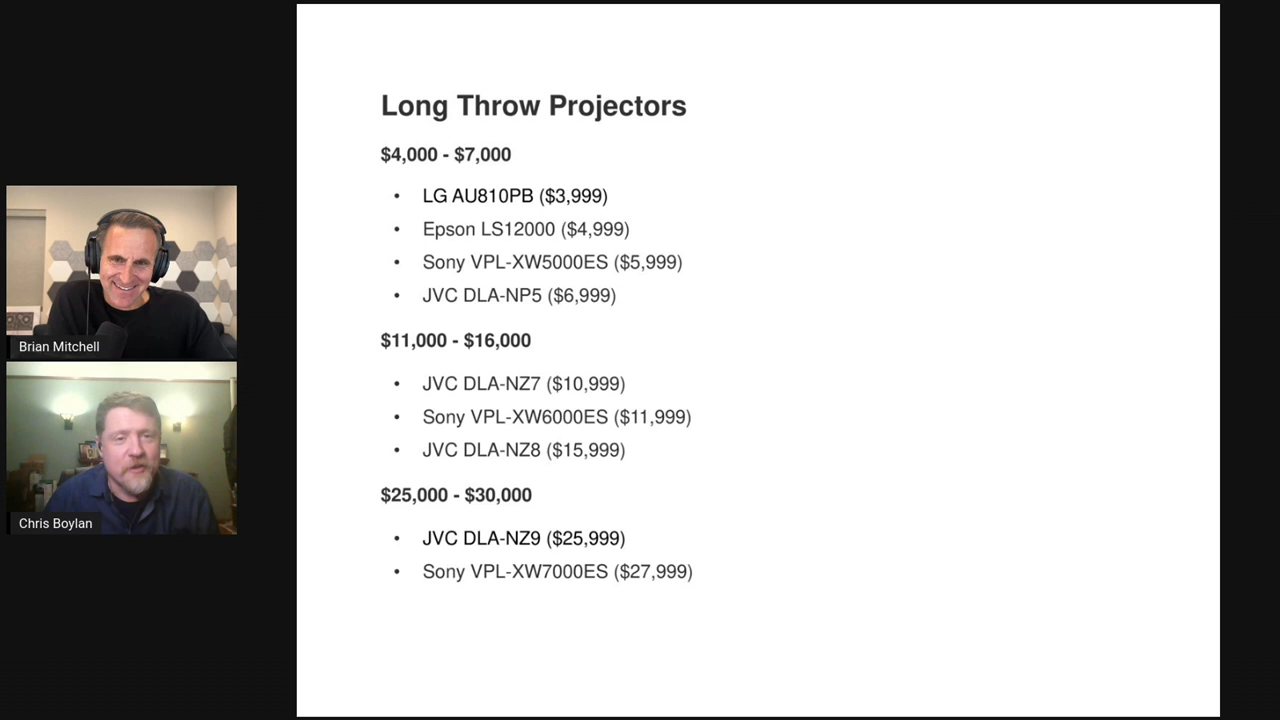 Long Throw Projectors
$4,000 - $7,000
• LG AU810PB ($3,999)
• Epson LS12000 ($4,999)
• Sony VPL-XW5000ES ($5,999)
• JVC DLA-NP5 ($6,999)
$11,000 - $16,000
• JVC DLA-NZ7 ($10,999)
• Sony VPL-XW6000ES ($11,999)
• JVC DLA-NZ8 ($15,999)
$25,000 - $30,000
• JVC DLA-NZ9 ($25,999)
• Sony VPL-XW7000ES ($27,999)
Brian Mitchell
Chris Boylan